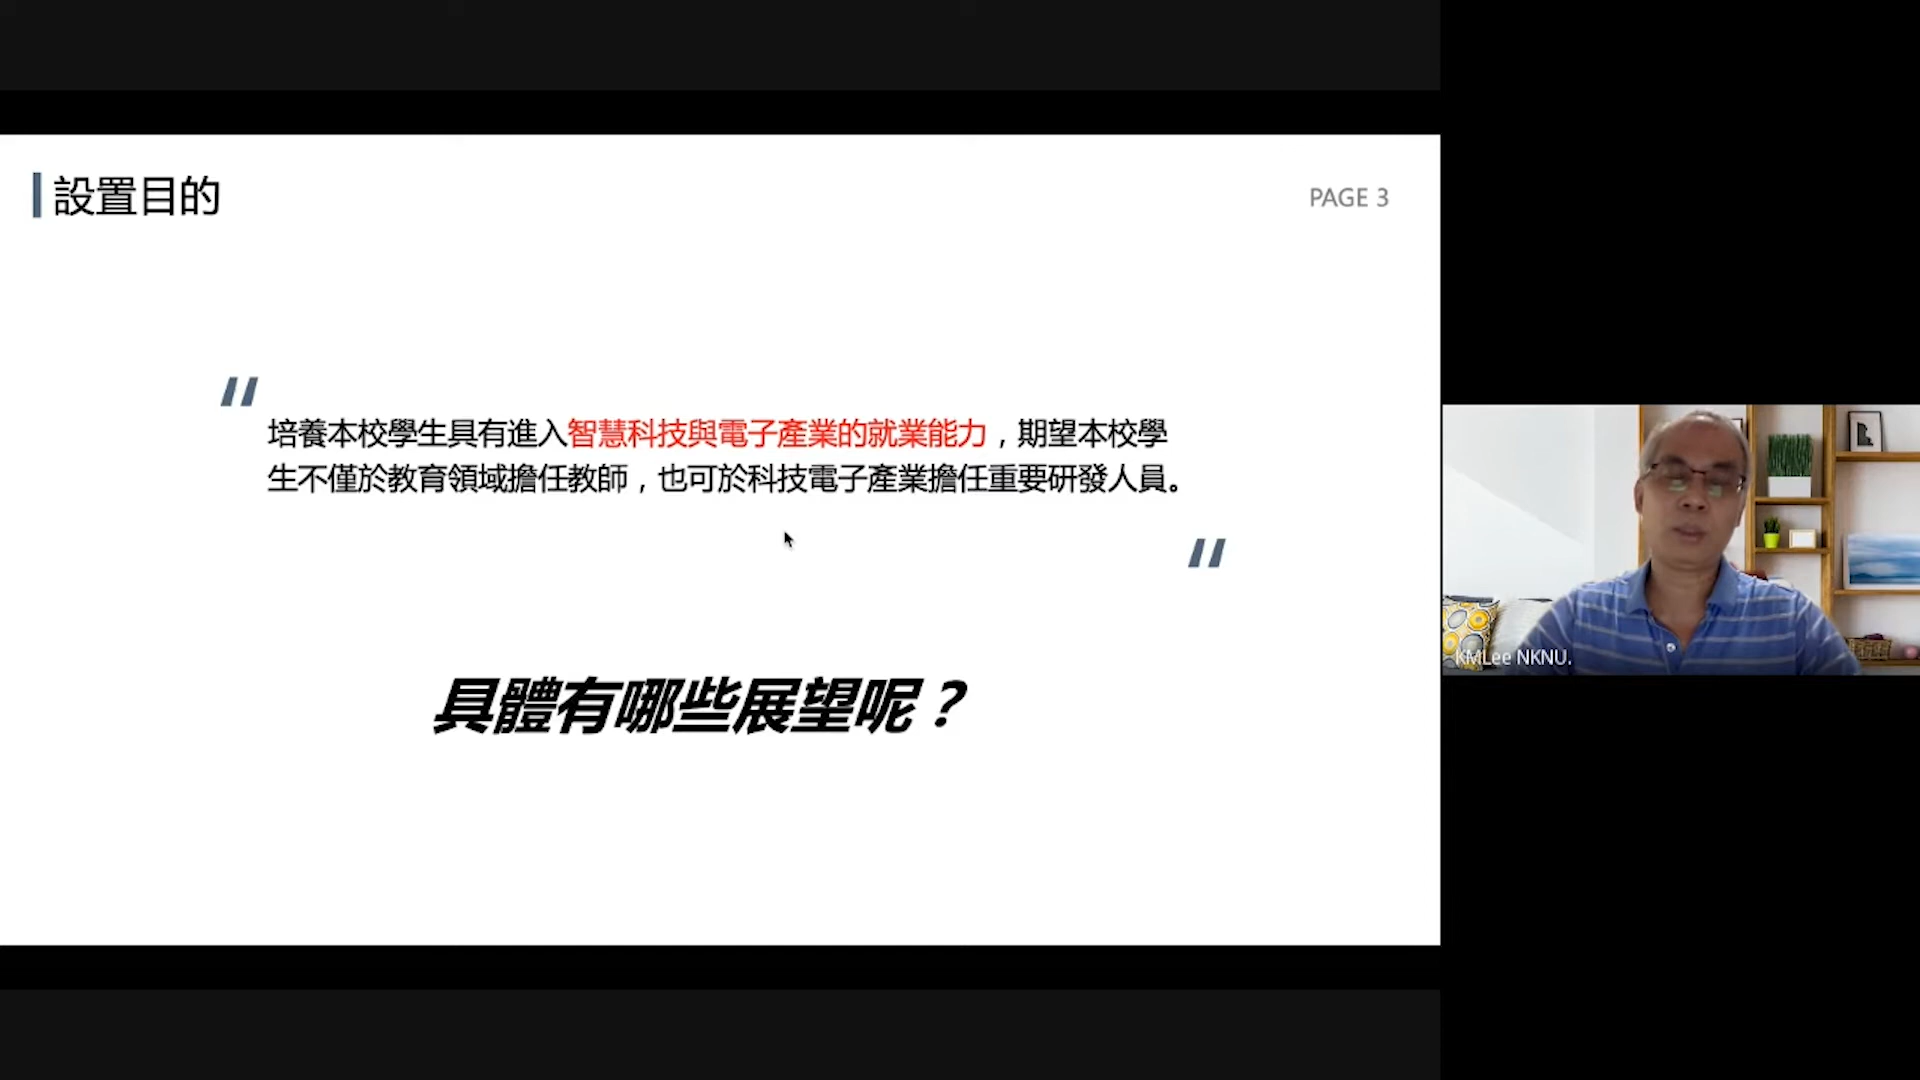 設置目的
PAGE 3
"
培養本校學生具有進入智慧科技與電子產業的就業能力，期望本校學
生不僅於教育領域擔任教師，也可於科技電子產業擔任重要研發人員。
"
具體有哪些展望呢？
KMLee NKNU.